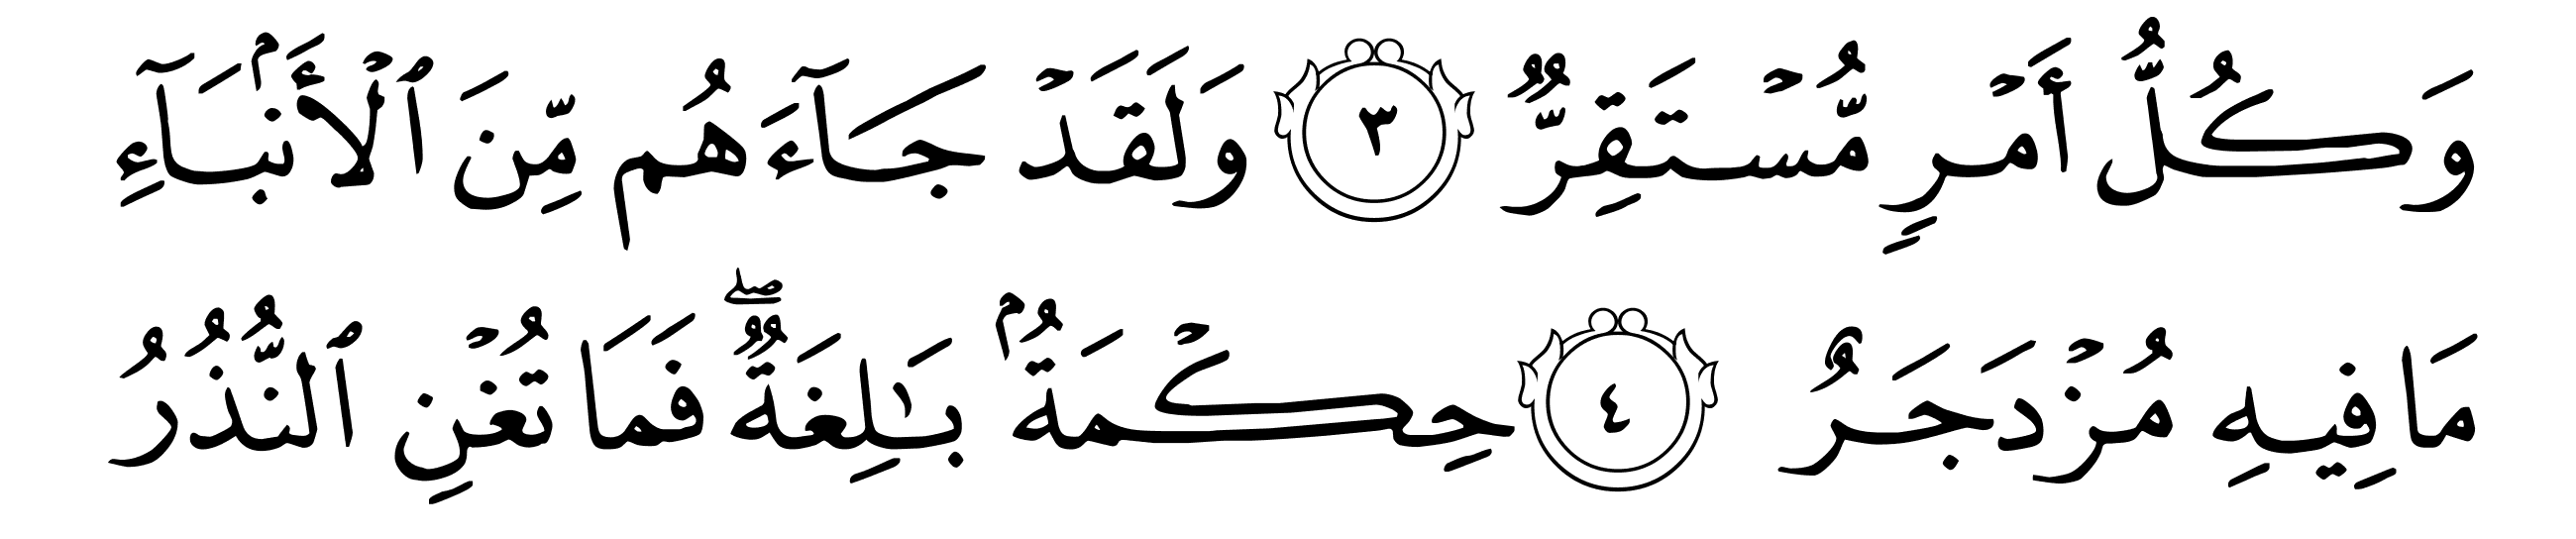 وَكُلُّ أَمْرٍ مُّسْتَقِرٌّ ٣ وَلَقَدْ جَآءَهُم مِّنَ ٱلْأَنۢبَآءِ
مَا فِيهِ مُزْدَجَرٌ ٤ حِكْمَةٌۢ بَٰلِغَةٌ ۖ فَمَا تُغْنِ ٱلنُّذُرُ